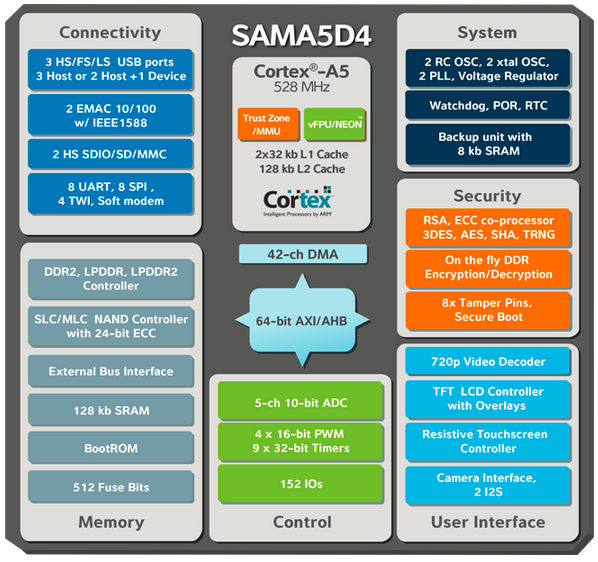 Connectivity
3 HS/FS/LS USB ports
3 Host or 2 Host +1 Device
2 EMAC 10/100
w/ IEEE1588
2 HS SDIO/SD/MMC
8 UART, 8 SPI ,
4 TWI, Soft modem
SAMA5D4
Cortex®-A5
528 MHz
Trust Zone
/MMU
vFPU/NEON™
2x32 kb L1 Cache
128 kb L2 Cache
Cortex
Intelligent Processors by ARM®
42-ch DMA
64-bit AXI/AHB
System
2 RC OSC, 2 xtal OSC,
2 PLL, Voltage Regulator
Watchdog, POR, RTC
Backup unit with
8 kb SRAM
Security
RSA, ECC co-processor
3DES, AES, SHA, TRNG
On the fly DDR
Encryption/Decryption
8x Tamper Pins,
Secure Boot
DDR2, LPDDR, LPDDR2
Controller
SLC/MLC NAND Controller
with 24-bit ECC
External Bus Interface
128 kb SRAM
BootROM
512 Fuse Bits
Memory
5-ch 10-bit ADC
4 x 16-bit PWM
9 x 32-bit Timers
152 IOs
Control
720p Video Decoder
TFT LCD Controller
with Overlays
Resistive Touchscreen
Controller
Camera Interface,
2 I2S
User Interface